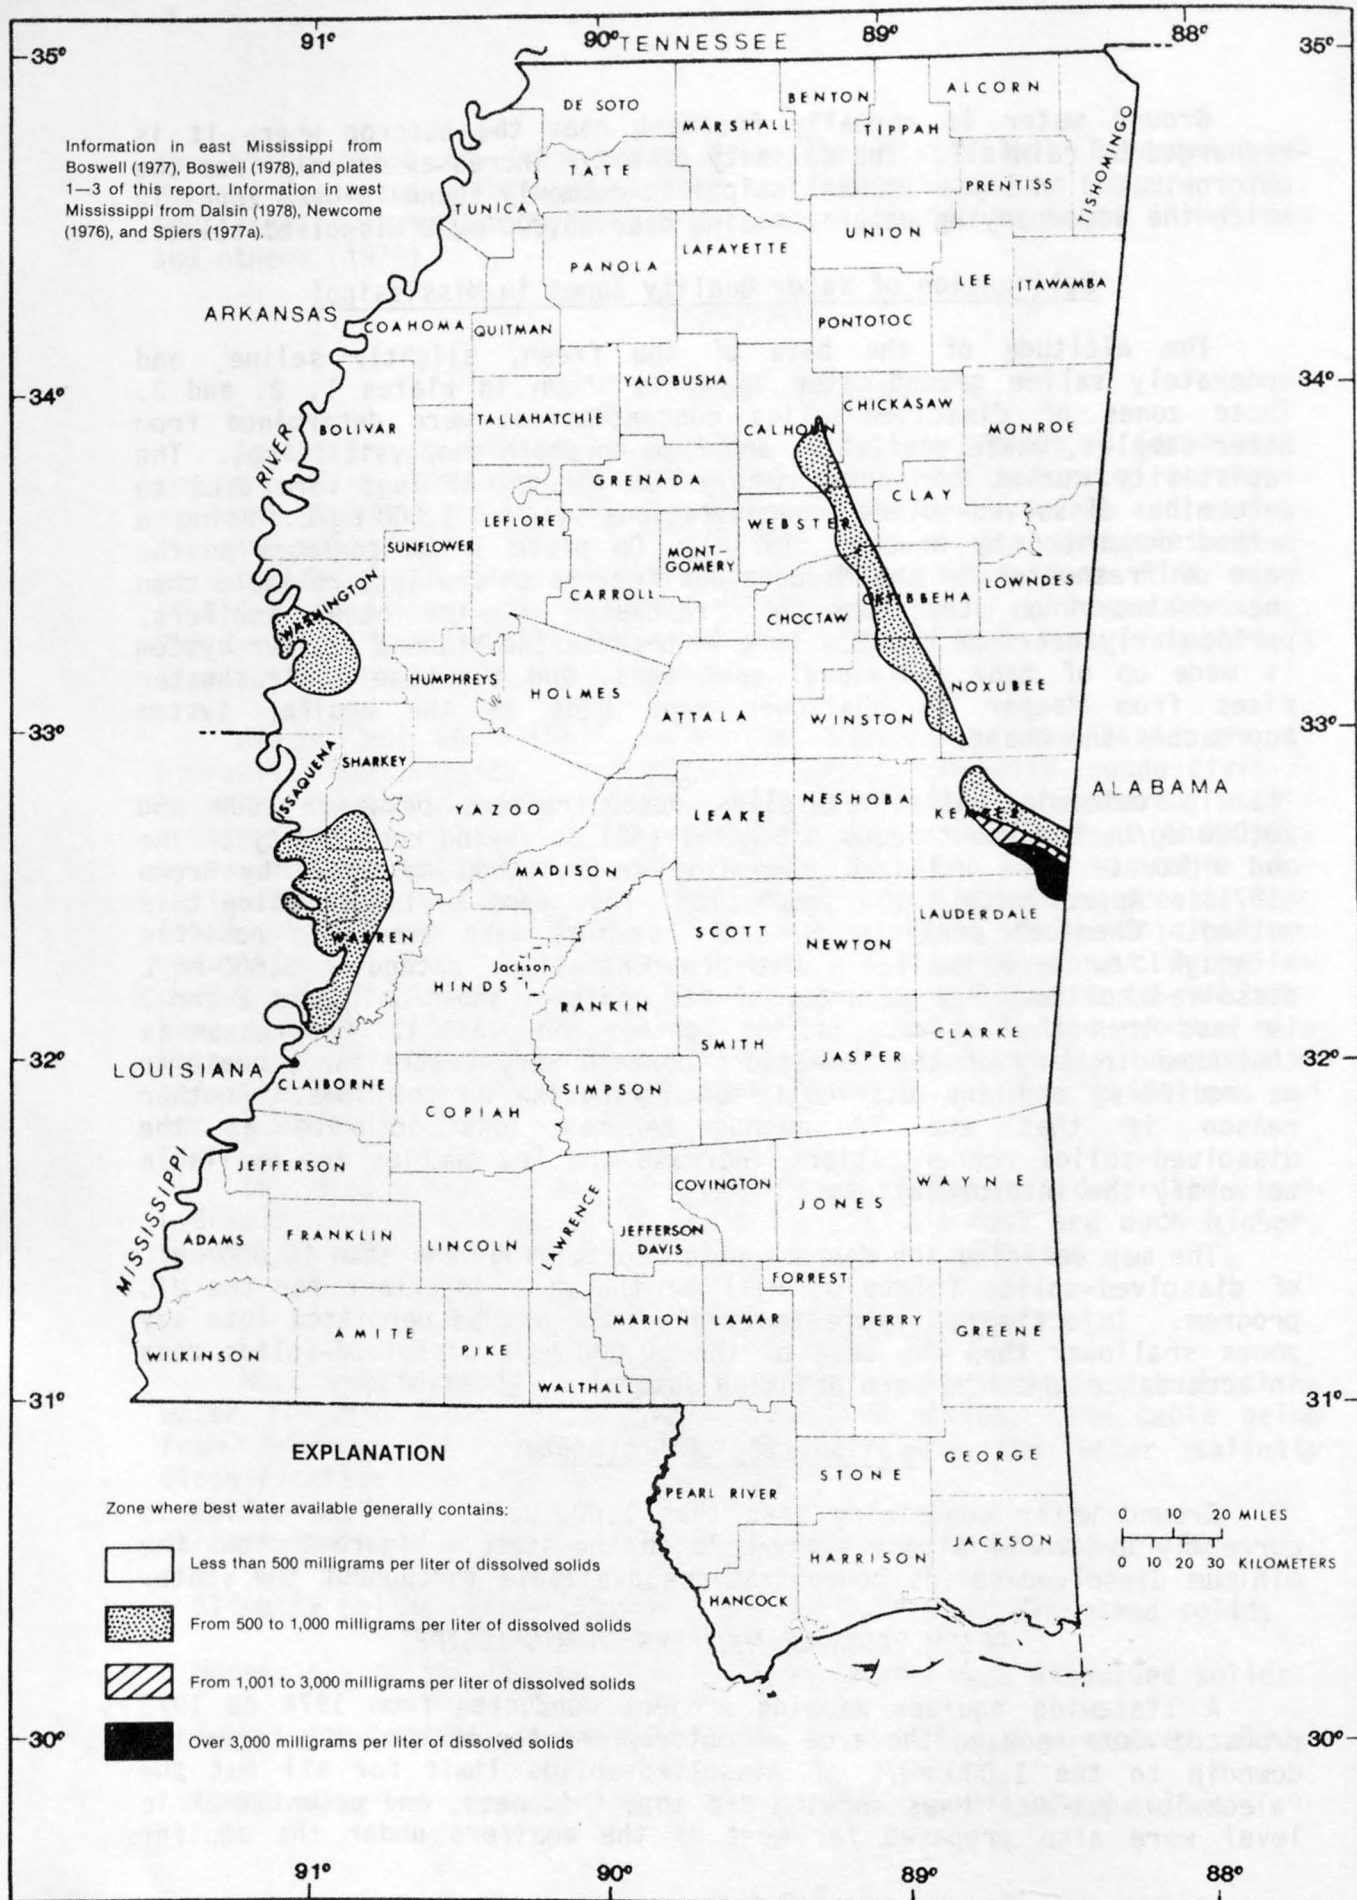 91° 90° TENNESSEE 89° 88°
35° 35°
Information in east Mississippi from
Boswell (1977), Boswell (1978), and plates
1—3 of this report. Information in west
Mississippi from Dalsin (1978), Newcome
(1976), and Spiers (1977a).
DE SOTO
MARSHALL
BENTON
TIPPAH
ALCORN
TISHOMINGO
TATE
PRENTISS
TUNICA
PANOLA
LAFAYETTE
UNION
LEE
ITAWAMBA
ARKANSAS
COAHOMA
QUITMAN
PONTOTOC
34° 34°
YALOBUSHA
CHICKASAW
RIVER
BOLIVAR
TALLAHATCHIE
CALHOUN
MONROE
GRENADA
CLAY
LEFLORE
WEBSTER
SUNFLOWER
MONT-
GOMERY
WASHINGTON
CARROLL
CHOCTAW
OKTIBBEHA
LOWNDES
HUMPHREYS
HOLMES
ATTALA
WINSTON
NOXUBEE
33° 33°
ISSAQUENA
SHARKEY
YAZOO
LEAKE
NESHOBA
KEMPER
ALABAMA
MADISON
WARREN
SCOTT
NEWTON
LAUDERDALE
Jackson
HINDS
RANKIN
SMITH
JASPER
CLARKE
32° 32°
LOUISIANA
CLAIBORNE
COPIAH
SIMPSON
JEFFERSON
COVINGTON
JONES
WAYNE
MISSISSIPPI
ADAMS
FRANKLIN
LINCOLN
LAWRENCE
JEFFERSON
DAVIS
FORREST
AMITE
PIKE
MARION
LAMAR
PERRY
GREENE
WILKINSON
WALTHALL
31° 31°
EXPLANATION
STONE
GEORGE
PEARL RIVER
Zone where best water available generally contains:
0 10 20 MILES
HARRISON
JACKSON
0 10 20 30 KILOMETERS
Less than 500 milligrams per liter of dissolved solids
HANCOCK
From 500 to 1,000 milligrams per liter of dissolved solids
From 1,001 to 3,000 milligrams per liter of dissolved solids
Over 3,000 milligrams per liter of dissolved solids
30° 30°
91° 90° 89° 88°